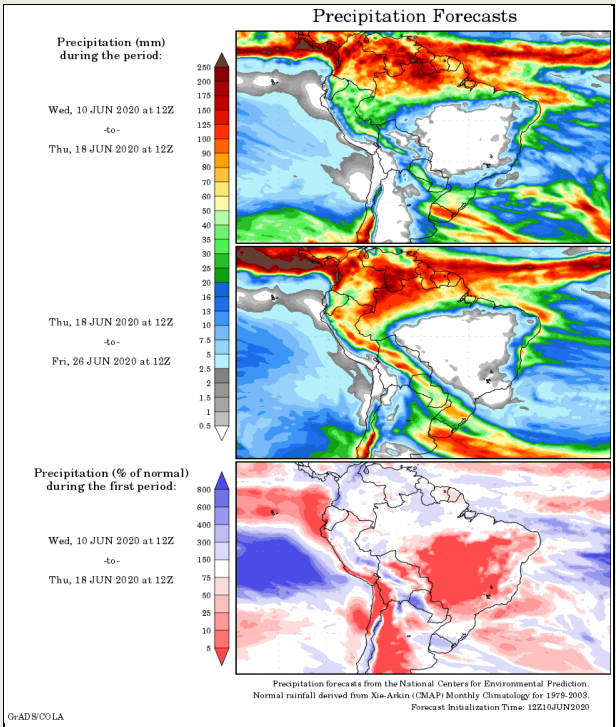 Precipitation Forecasts
Precipitation (mm)
during the period:
Wed, 10 JUN 2020 at 12Z
-to-
Thu, 18 JUN 2020 at 12Z
250
200
175
150
125
100
90
80
70
60
50
40
35
30
25
20
16
13
10
7.5
5
2.5
2
1.5
1
0.5
Thu, 18 JUN 2020 at 12Z
-to-
Fri, 26 JUN 2020 at 12Z
Precipitation (% of normal)
during the first period:
Wed, 10 JUN 2020 at 12Z
-to-
Thu, 18 JUN 2020 at 12Z
800
600
400
300
150
75
50
25
10
5
Precipitation forecasts from the National Centers for Environmental Prediction.
Normal rainfall derived from Xie-Arkin (CMAP) Monthly Climatology for 1979-2003.
Forecast Initialization Time: 12Z10JUN2020
GrADS/COLA